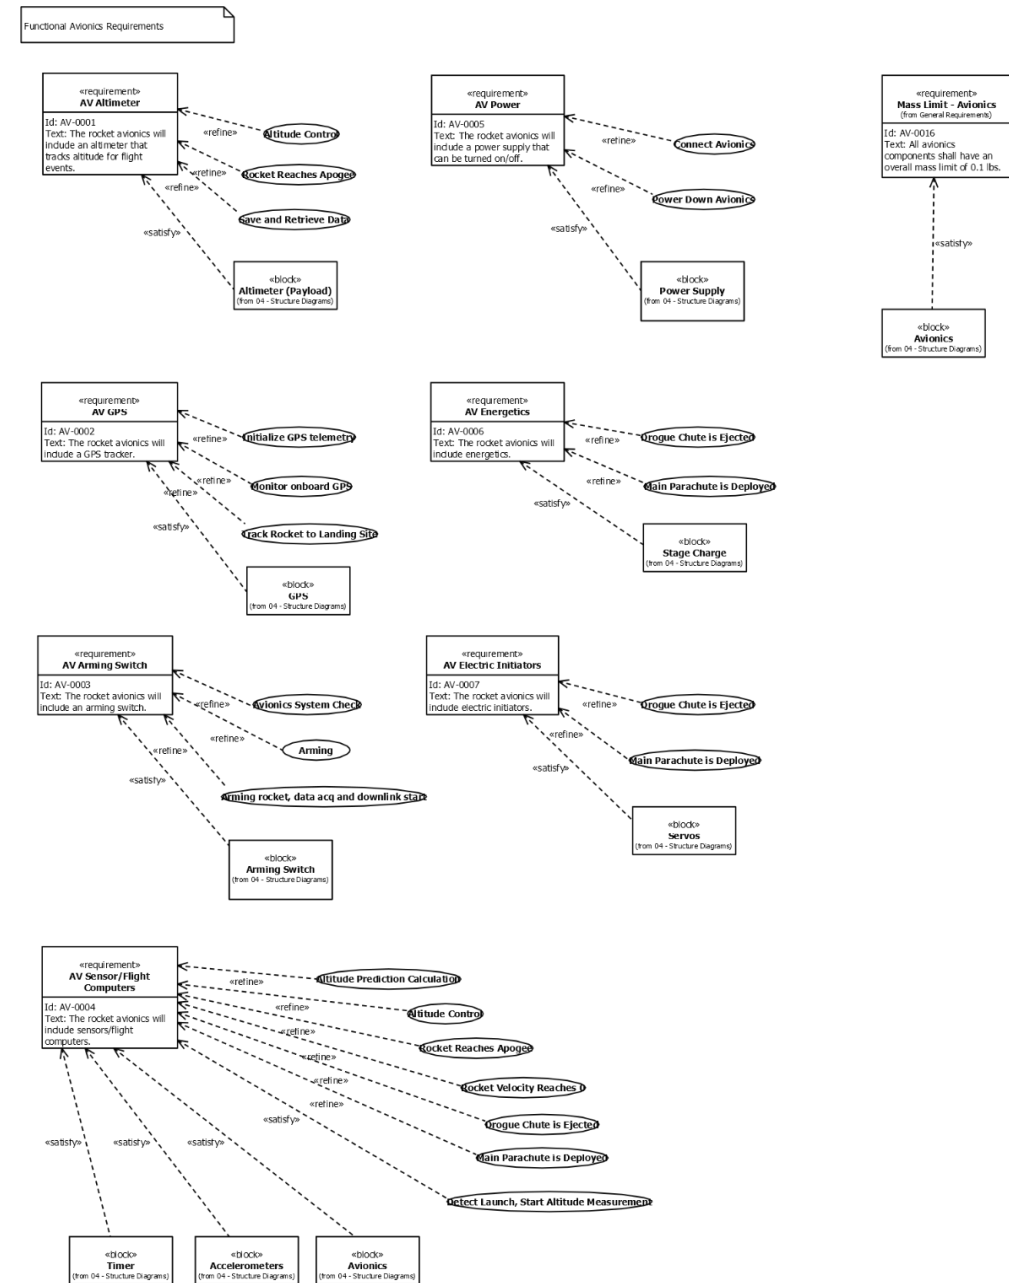 Functional Avionics Requirements
«requirement»
AV Altimeter
Id: AV-0001
Text: The rocket avionics will
include an altimeter that
tracks altitude for flight
events.
«refine»
Altitude Control
Rocket Reaches Apogee
«refine»
«refine»
Save and Retrieve Data
«satisfy»
«block»
Altimeter (Payload)
(from 04 - Structure Diagrams)
«requirement»
AV Power
Id: AV-0005
Text: The rocket avionics will
include a power supply that
can be turned on/off.
«refine»
Connect Avionics
«refine»
Power Down Avionics
«satisfy»
«block»
Power Supply
(from 04 - Structure Diagrams)
«requirement»
Mass Limit - Avionics
(from General Requirements)
Id: AV-0016
Text: All avionics
components shall have an
overall mass limit of 0.1 lbs.
«satisfy»
«block»
Avionics
(from 04 - Structure Diagrams)
«requirement»
AV GPS
Id: AV-0002
Text: The rocket avionics will
include a GPS tracker.
«refine»
Initialize GPS telemetry
«refine»
Monitor onboard GPS
«refine»
Track Rocket to Landing Site
«satisfy»
«block»
GPS
(from 04 - Structure Diagrams)
«requirement»
AV Energetics
Id: AV-0006
Text: The rocket avionics will
include energetics.
«refine»
Drogue Chute is Ejected
«refine»
Main Parachute is Deployed
«satisfy»
«block»
Stage Charge
(from 04 - Structure Diagrams)
«requirement»
AV Arming Switch
Id: AV-0003
Text: The rocket avionics will
include an arming switch.
Avionics System Check
«refine»
«refine»
Arming
«refine»
Arming rocket, data acq and downlink start
«satisfy»
«block»
Arming Switch
(from 04 - Structure Diagrams)
«requirement»
AV Electric Initiators
Id: AV-0007
Text: The rocket avionics will
include electric initiators.
«refine»
Drogue Chute is Ejected
«refine»
Main Parachute is Deployed
«satisfy»
«block»
Servos
(from 04 - Structure Diagrams)
«requirement»
AV Sensor/Flight
Computers
Id: AV-0004
Text: The rocket avionics will
include sensors/flight
computers.
«refine»
Altitude Prediction Calculation
«refine»
Altitude Control
«refine»
Rocket Reaches Apogee
«refine»
Rocket Velocity Reaches 0
«refine»
Drogue Chute is Ejected
«refine»
Main Parachute is Deployed
«satisfy»
Detect Launch, Start Altitude Measurement
«satisfy»
«satisfy»
«satisfy»
«block»
Timer
(from 04 - Structure Diagrams)
«block»
Accelerometers
(from 04 - Structure Diagrams)
«block»
Avionics
(from 04 - Structure Diagrams)